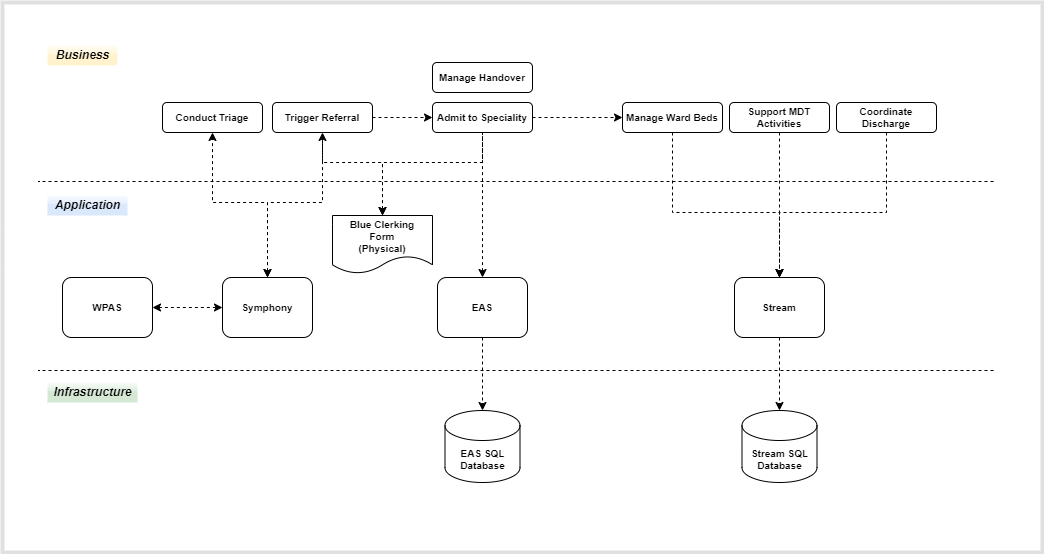 Business
Manage Handover
Conduct Triage
Trigger Referral
Admit to Speciality
Manage Ward Beds
Support MDT
Activities
Coordinate
Discharge
Application
Blue Clerking
Form
(Physical)
WPAS
Symphony
EAS
Stream
Infrastructure
EAS SQL
Database
Stream SQL
Database